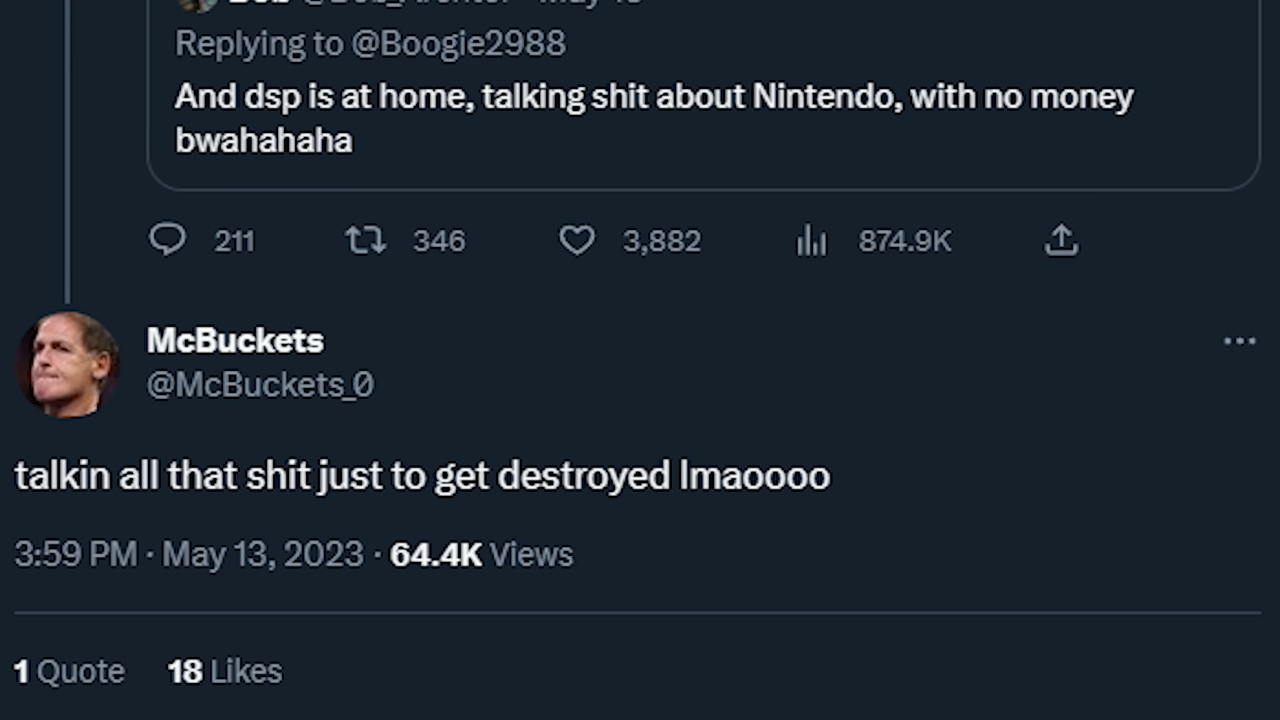 Replying to @Boogie2988
And dsp is at home, talking shit about Nintendo, with no money
bwahahaha
211 346 3,882 874.9K
McBuckets
@McBuckets_0
talkin all that shit just to get destroyed lmaoooo
3:59 PM · May 13, 2023 · 64.4K Views
1 Quote 18 Likes